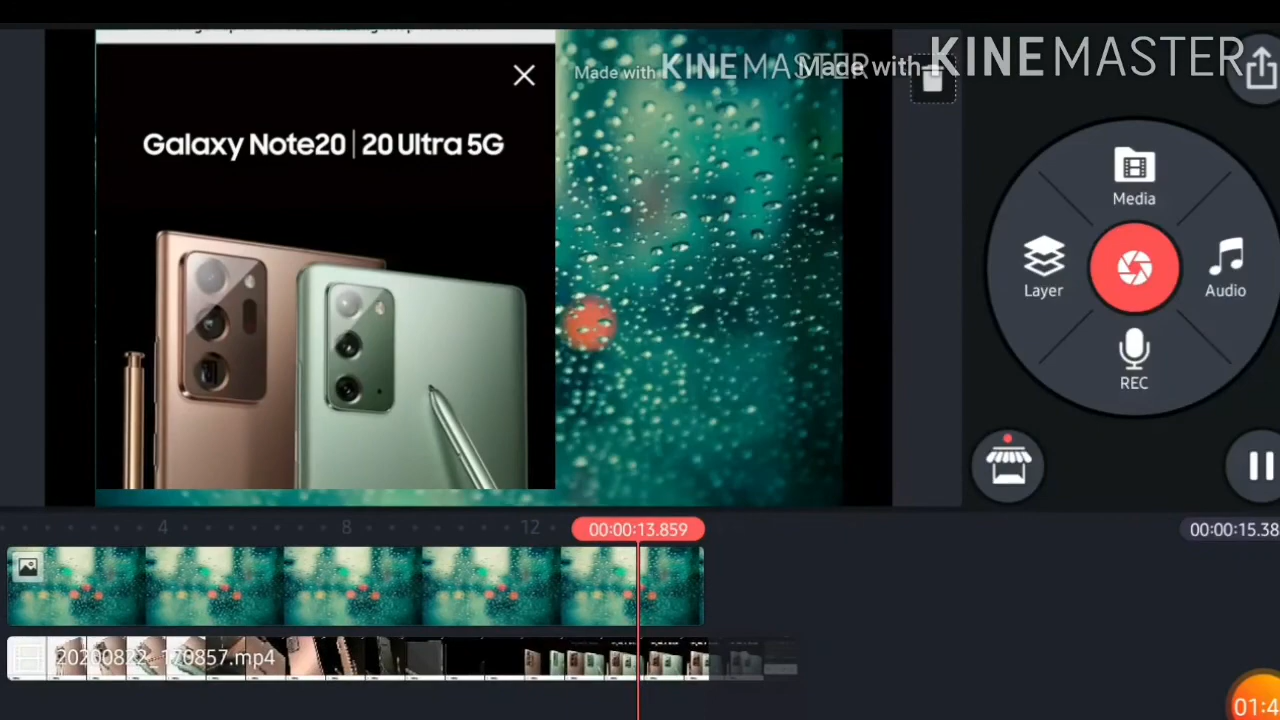 Made with KINEMASTER
Made with KINEMASTER
Galaxy Note20 | 20 Ultra 5G
Media
Layer
Audio
REC
4
8
12
00:00:13.859
00:00:15.38
20200822_170857.mp4
01:4